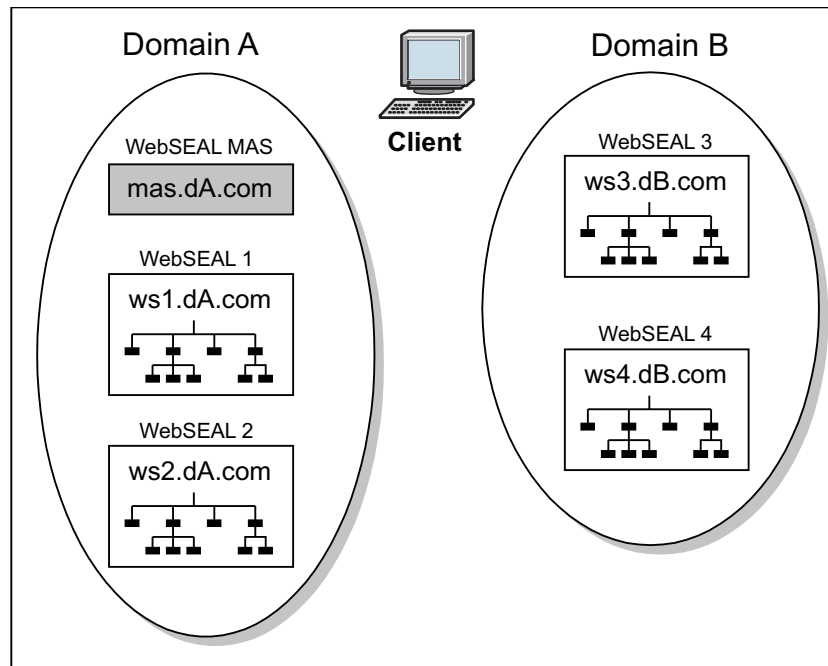 Domain A
WebSEAL MAS
mas.dA.com
WebSEAL 1
ws1.dA.com
WebSEAL 2
ws2.dA.com
Client
Domain B
WebSEAL 3
ws3.dB.com
WebSEAL 4
ws4.dB.com